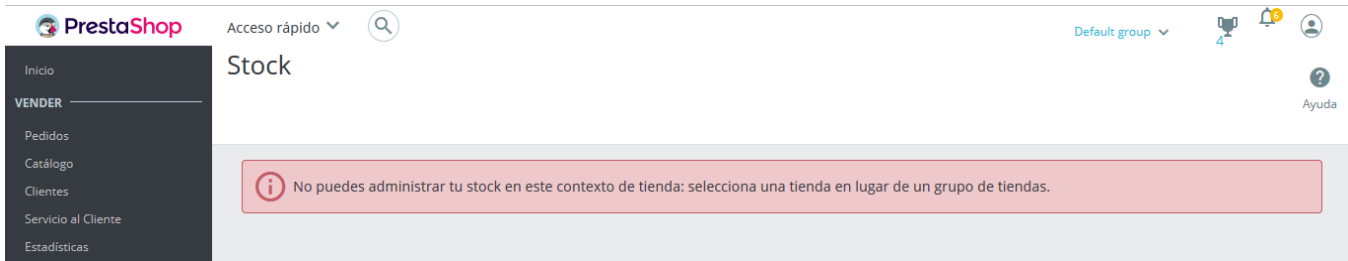 PrestaShop
Acceso rápido
Default group
4
6
Inicio
Stock
Ayuda
VENDER
Pedidos
Catálogo
Clientes
Servicio al Cliente
Estadísticas
No puedes administrar tu stock en este contexto de tienda: selecciona una tienda en lugar de un grupo de tiendas.